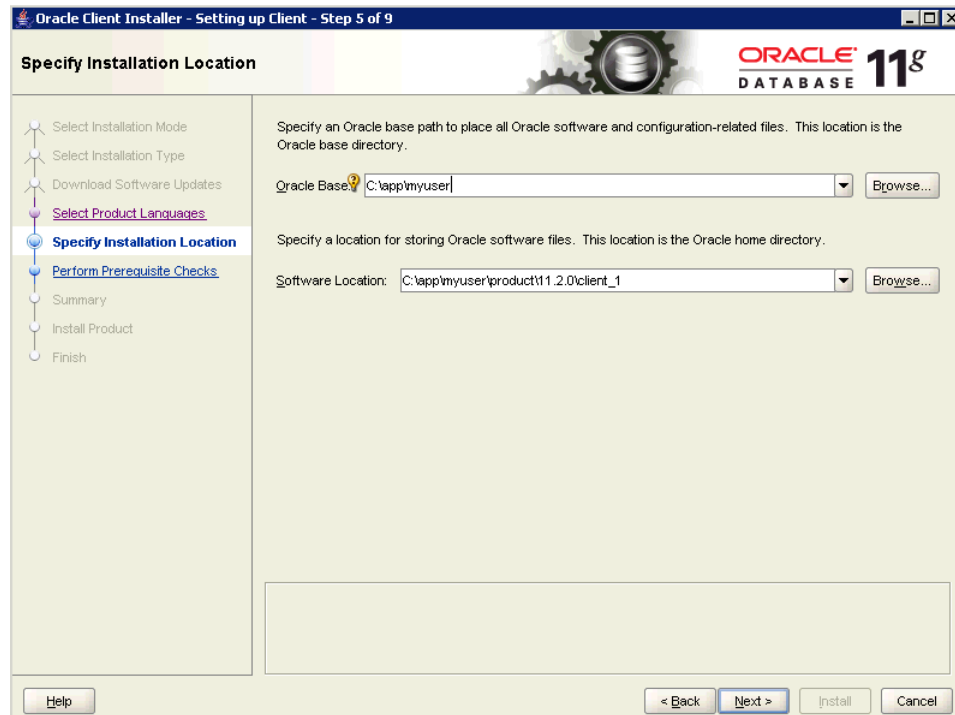 Oracle Client Installer - Setting up Client - Step 5 of 9
Specify Installation Location
ORACLE
DATABASE
11g
Select Installation Mode
Select Installation Type
Download Software Updates
Select Product Languages
Specify Installation Location
Perform Prerequisite Checks
Summary
Install Product
Finish
Specify an Oracle base path to place all Oracle software and configuration-related files. This location is the
Oracle base directory.
Oracle Base: C:\app\myuser Browse...
Specify a location for storing Oracle software files. This location is the Oracle home directory.
Software Location: C:\app\myuser\product\11.2.0\client_1 Browse...
Help < Back Next > Install Cancel